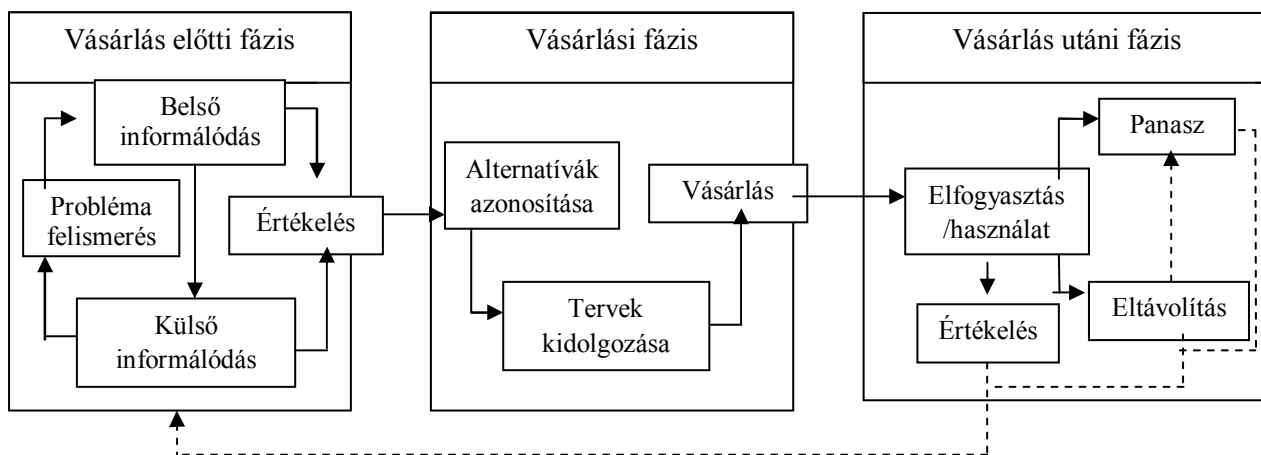 Vásárlás előtti fázis
Belső
informálódás
Probléma
felismerés
Értékelés
Külső
informálódás
Vásárlási fázis
Alternatívák
azonosítása
Vásárlás
Tervek
kidolgozása
Vásárlás utáni fázis
Panasz
Elfogyasztás
/használat
Értékelés
Eltávolítás